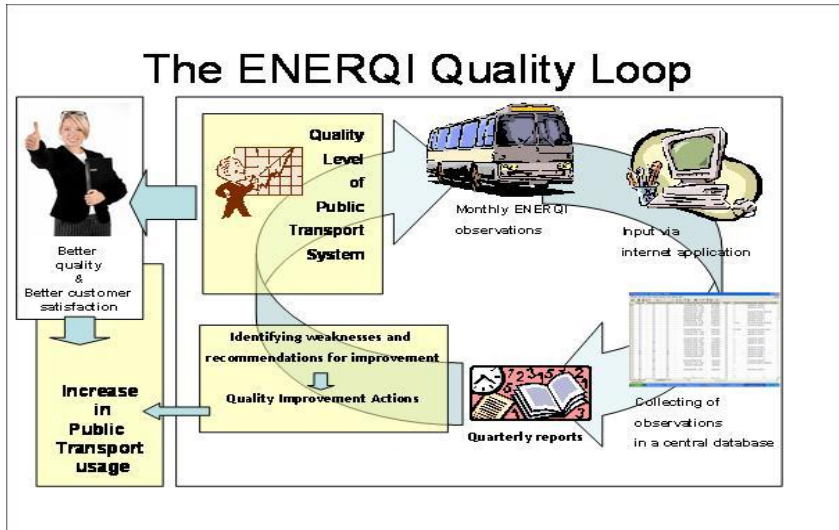 The ENERQI Quality Loop
Quality
Level
of
Public
Transport
System
Monthly ENERQI
observations
Input via
internet application
Better
quality
&
Better customer
satisfaction
Identifying weaknesses and
recommendations for improvement
Quality Improvement Actions
Quarterly reports
Collecting of
observations
in a central database
Increase
in
Public
Transport
usage